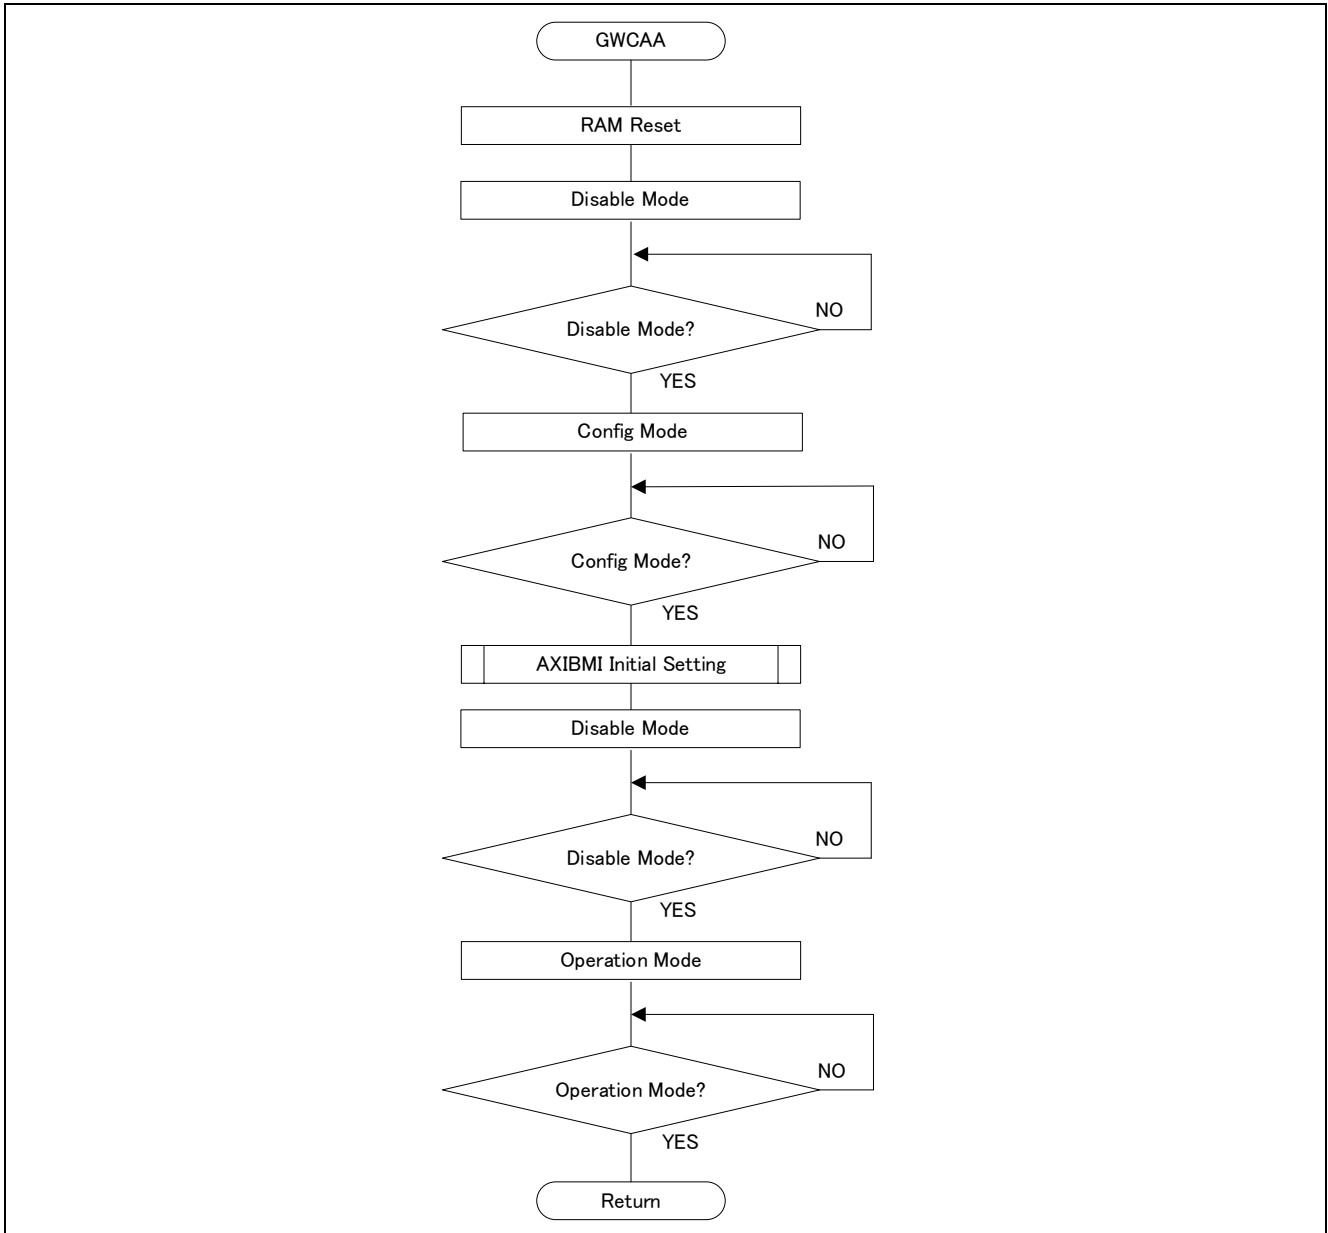 GWCAA
RAM Reset
Disable Mode
NO
Disable Mode?
YES
Config Mode
NO
Config Mode?
YES
AXIBMI Initial Setting
Disable Mode
NO
Disable Mode?
YES
Operation Mode
NO
Operation Mode?
YES
Return